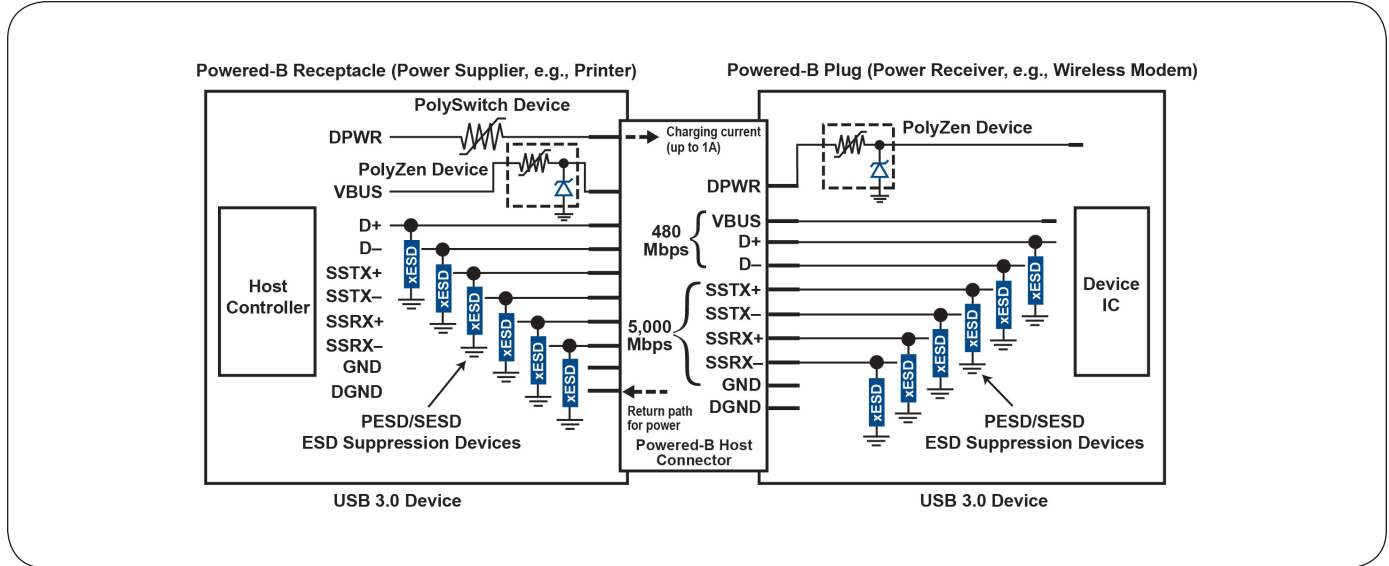 Powered-B Receptacle (Power Supplier, e.g., Printer)
PolySwitch Device
DPWR
PolyZen Device
VBUS
D+
D–
SSTX+
SSTX–
SSRX+
SSRX–
GND
DGND
Host
Controller
xESD
xESD
xESD
xESD
xESD
xESD
PESD/SESD
ESD Suppression Devices
USB 3.0 Device
Charging current
(up to 1A)
480
Mbps
5,000
Mbps
Return path
for power
Powered-B Host
Connector
Powered-B Plug (Power Receiver, e.g., Wireless Modem)
PolyZen Device
DPWR
VBUS
D+
D–
SSTX+
SSTX–
SSRX+
SSRX–
GND
DGND
xESD
xESD
xESD
xESD
xESD
xESD
Device
IC
PESD/SESD
ESD Suppression Devices
USB 3.0 Device